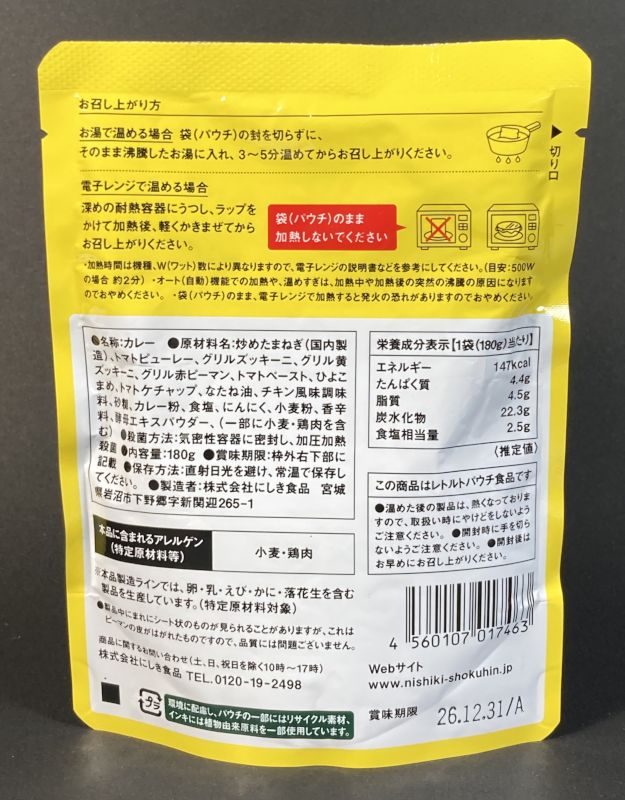 お召し上がり方
お湯で温める場合 袋(パウチ)の封を切らずに、
そのまま沸騰したお湯に入れ、3〜5分温めてからお召し上がりください。
▶切り口
電子レンジで温める場合
深めの耐熱容器にうつし、ラップを
かけて加熱後、軽くかきまぜてから
お召し上がりください。
袋(パウチ)のまま
加熱しないでください
・加熱時間は機種、W(ワット)数により異なりますので、電子レンジの説明書などを参考にしてください。(目安:500W
の場合 約2分) ・オート(自動)機能での加熱や、温めすぎは、加熱中や加熱後の突然の沸騰の原因になります
のでおやめください。 ・袋(パウチ)のまま、電子レンジで加熱すると発火の恐れがありますのでおやめください。
●名称:カレー ●原材料名:炒めたまねぎ(国内製
造)、トマトピューレー、グリルズッキーニ、グリル黄
ズッキーニ、グリル赤ピーマン、トマトペースト、ひよこ
まめ、トマトケチャップ、なたね油、チキン風味調味
料、砂糖、カレー粉、食塩、にんにく、小麦粉、香辛
料、酵母エキスパウダー、(一部に小麦・鶏肉を含
む) ●殺菌方法:気密性容器に密封し、加圧加熱
殺菌 ●内容量:180g ●賞味期限:枠外右下部に
記載 ●保存方法:直射日光を避け、常温で保存し
てください。 ●製造者:株式会社にしき食品 宮城
県岩沼市下野郷字新関迎265-1
栄養成分表示【1袋(180g)当たり】
エネルギー 147kcal
たんぱく質 4.4g
脂質 4.5g
炭水化物 22.3g
食塩相当量 2.5g
(推定値)
この商品はレトルトパウチ食品です
●温めた後の製品は、熱くなっておりま
すので、取扱い時にやけどをしないよう
ご注意ください。 ●開封時に手を切ら
ないようご注意ください。 ●開封後は
お早めにお召し上がりください。
本品に含まれるアレルゲン
(特定原材料等)
小麦・鶏肉
※本品製造ラインでは、卵・乳・えび・かに・落花生を含む
製品を生産しています。(特定原材料対象)
●製品中にまれにシート状のものが見られることがありますが、これは
ピーマンの皮がはがれたものですので、品質には問題ございません。
商品に関するお問い合わせ(土、日、祝日を除く10時〜17時)
株式会社にしき食品 TEL.0120-19-2498
プラ
環境に配慮し、パウチの一部にはリサイクル素材、
インキには植物由来原料を一部使用しています。
4 560107 017463
Webサイト
www.nishiki-shokuhin.jp
賞味期限 26.12.31/A